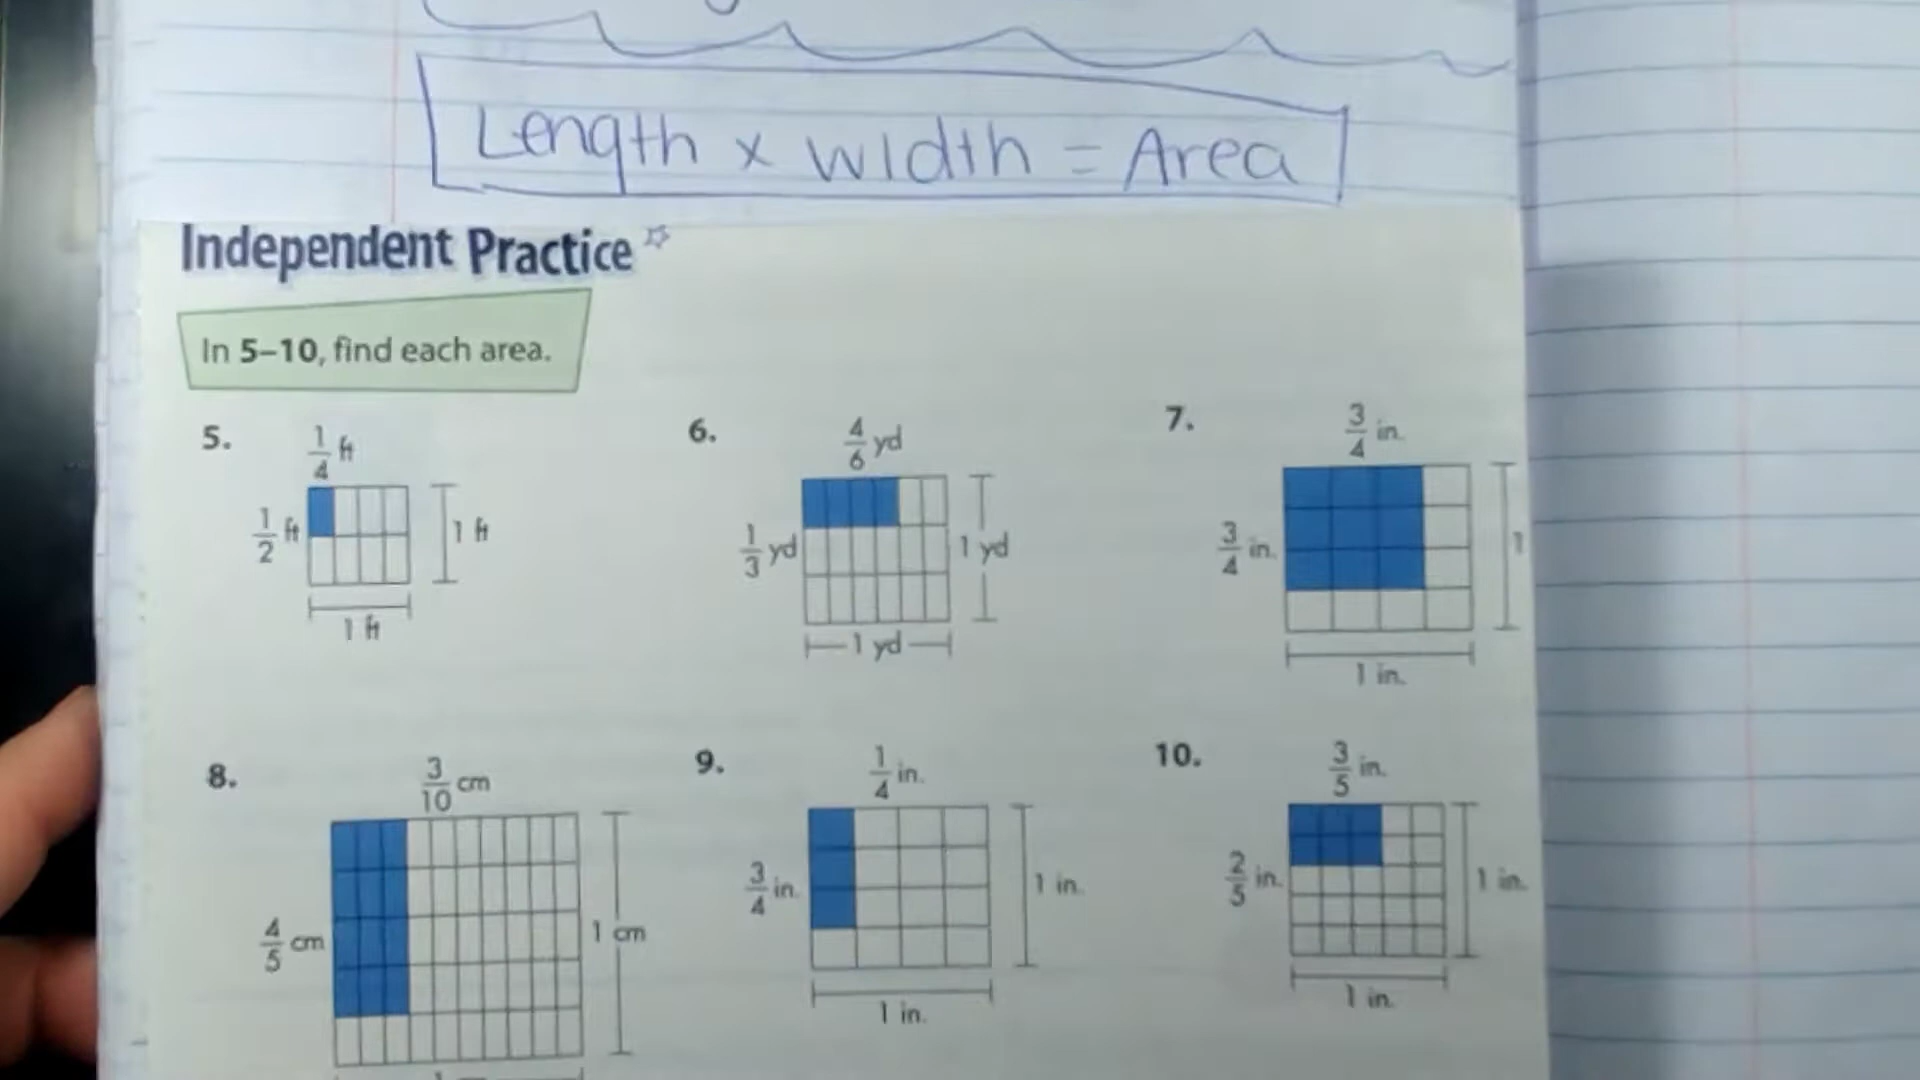 Length x width = Area
Independent Practice
In 5–10, find each area.
5.
1/4 ft
1/2 ft
1 ft
1 ft
6.
4/6 yd
1/3 yd
1 yd
1 yd
7.
3/4 in.
3/4 in.
1
1 in.
8.
3/10 cm
4/5 cm
1 cm
9.
1/4 in.
3/4 in.
1 in.
1 in.
10.
3/5 in.
2/5 in.
1 in.
1 in.